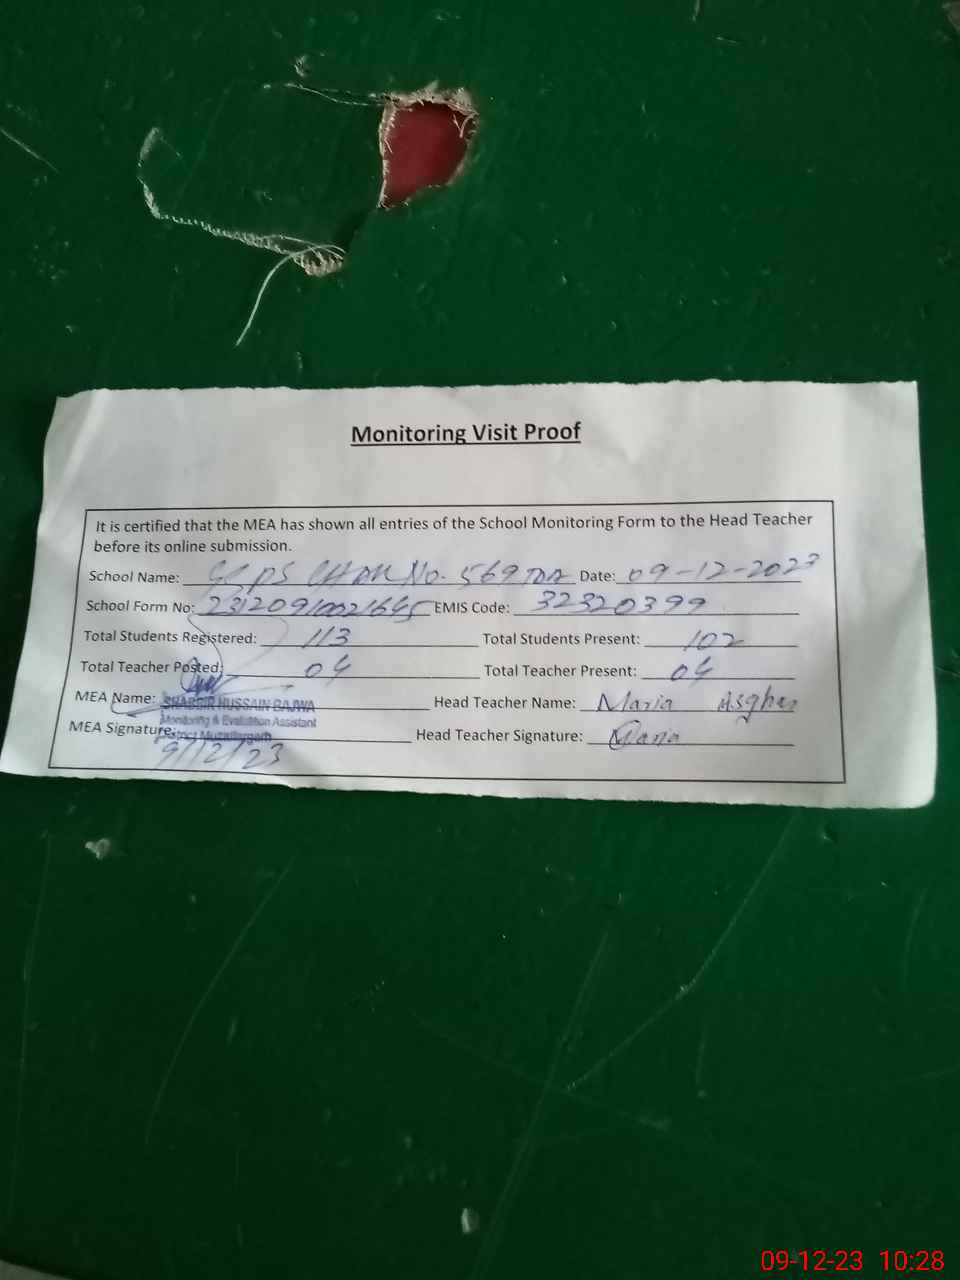 Monitoring Visit Proof
It is certified that the MEA has shown all entries of the School Monitoring Form to the Head Teacher
before its online submission.
School Name: GGPS CHAK No. 569 TDA Date: 09-12-2023
School Form No: 23120910021645 EMIS Code: 32320399
Total Students Registered: 113 Total Students Present: 102
Total Teacher Posted: 04 Total Teacher Present: 04
MEA Name: SHABBIR HUSSAIN BAJWA Head Teacher Name: Maria Asghar
Monitoring & Evaluation Assistant
MEA Signature: District Muzaffargarh Head Teacher Signature:
9/12/23
09-12-23 10:28